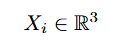 Xᵢ ∈ ℝ³